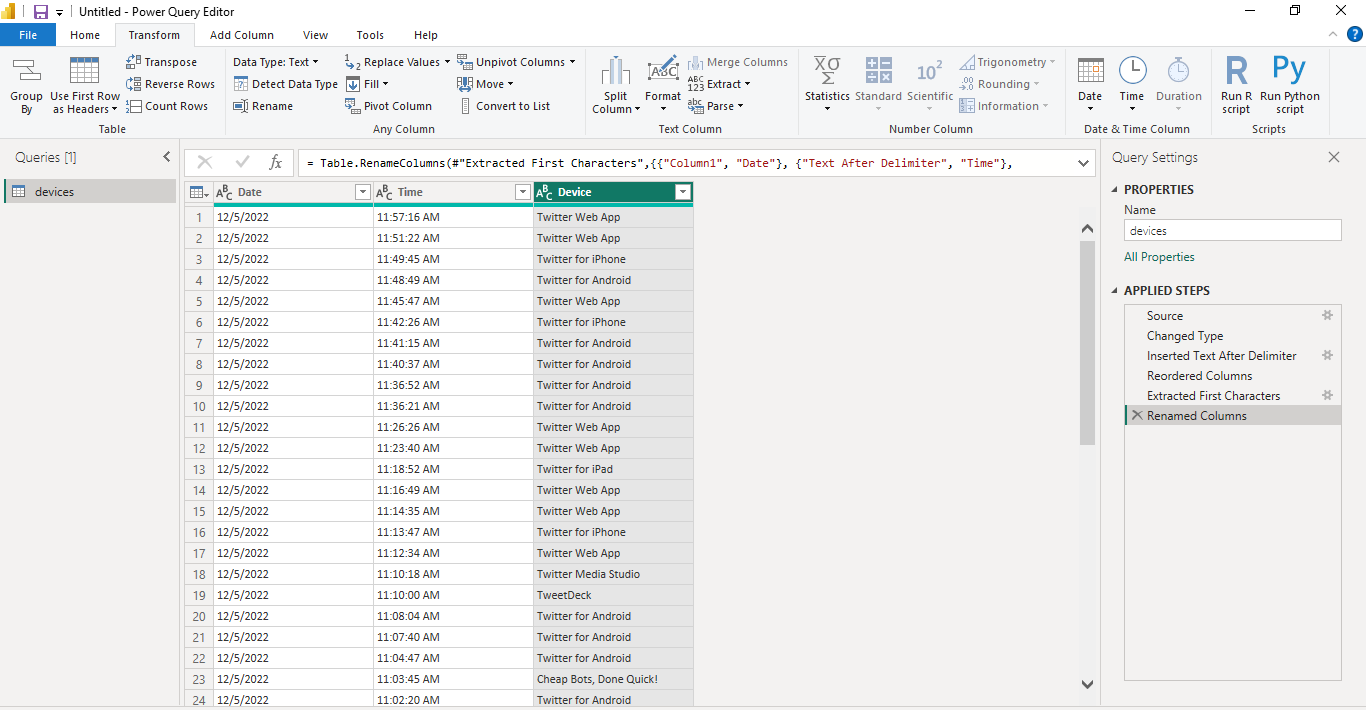 Untitled - Power Query Editor
File Home Transform Add Column View Tools Help
Group By
Use First Row as Headers
Transpose
Reverse Rows
Count Rows
Table
Data Type: Text
Detect Data Type
Rename
Replace Values
Fill
Pivot Column
Unpivot Columns
Move
Convert to List
Any Column
Split Column
Format
Merge Columns
Extract
Parse
Text Column
Statistics
Standard
Scientific
Trigonometry
Rounding
Information
Number Column
Date
Time
Duration
Date & Time Column
Run R script
Run Python script
Scripts
Queries [1]
devices
= Table.RenameColumns(#"Extracted First Characters",{{"Column1", "Date"}, {"Text After Delimiter", "Time"},
Date Time Device
1 12/5/2022 11:57:16 AM Twitter Web App
2 12/5/2022 11:51:22 AM Twitter Web App
3 12/5/2022 11:49:45 AM Twitter for iPhone
4 12/5/2022 11:48:49 AM Twitter for Android
5 12/5/2022 11:45:47 AM Twitter Web App
6 12/5/2022 11:42:26 AM Twitter for iPhone
7 12/5/2022 11:41:15 AM Twitter for Android
8 12/5/2022 11:40:37 AM Twitter for Android
9 12/5/2022 11:36:52 AM Twitter for Android
10 12/5/2022 11:36:21 AM Twitter for Android
11 12/5/2022 11:26:26 AM Twitter Web App
12 12/5/2022 11:23:40 AM Twitter Web App
13 12/5/2022 11:18:52 AM Twitter for iPad
14 12/5/2022 11:16:49 AM Twitter Web App
15 12/5/2022 11:14:35 AM Twitter Web App
16 12/5/2022 11:13:47 AM Twitter for iPhone
17 12/5/2022 11:12:34 AM Twitter Web App
18 12/5/2022 11:10:18 AM Twitter Media Studio
19 12/5/2022 11:10:00 AM TweetDeck
20 12/5/2022 11:08:04 AM Twitter for Android
21 12/5/2022 11:07:40 AM Twitter for Android
22 12/5/2022 11:04:47 AM Twitter for Android
23 12/5/2022 11:03:45 AM Cheap Bots, Done Quick!
24 12/5/2022 11:02:20 AM Twitter for Android
Query Settings
PROPERTIES
Name
devices
All Properties
APPLIED STEPS
Source
Changed Type
Inserted Text After Delimiter
Reordered Columns
Extracted First Characters
Renamed Columns